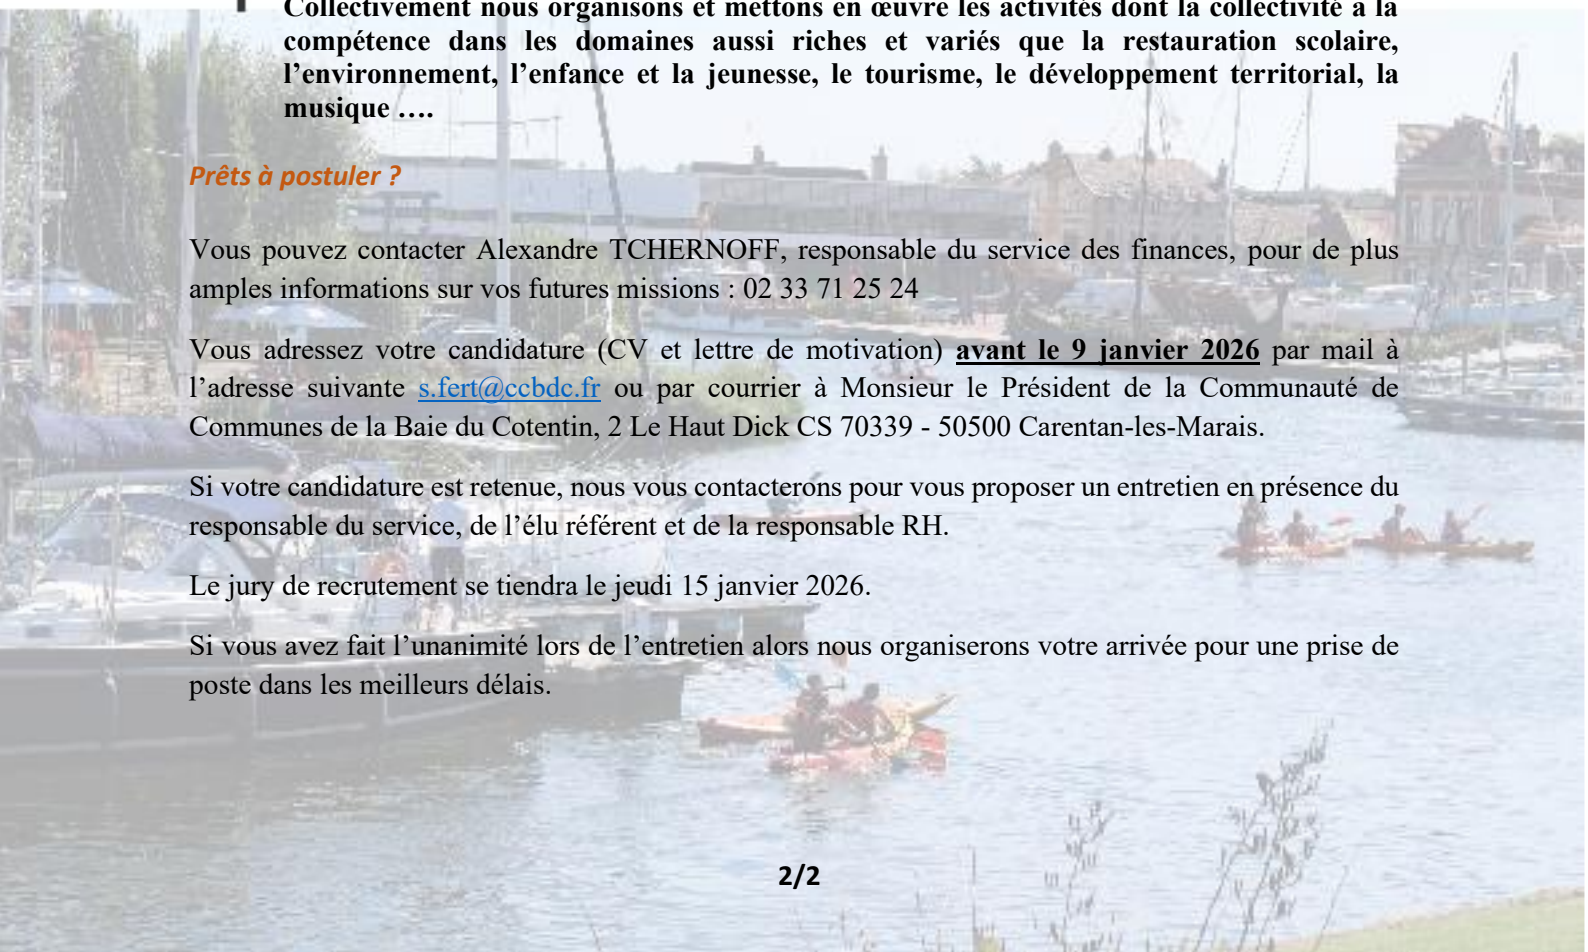 Collectivement nous organisons et mettons en œuvre les activités dont la collectivité a la
compétence dans les domaines aussi riches et variés que la restauration scolaire,
l’environnement, l’enfance et la jeunesse, le tourisme, le développement territorial, la
musique ….
Prêts à postuler ?
Vous pouvez contacter Alexandre TCHERNOFF, responsable du service des finances, pour de plus
amples informations sur vos futures missions : 02 33 71 25 24
Vous adressez votre candidature (CV et lettre de motivation) avant le 9 janvier 2026 par mail à
l’adresse suivante s.fert@ccbdc.fr ou par courrier à Monsieur le Président de la Communauté de
Communes de la Baie du Cotentin, 2 Le Haut Dick CS 70339 - 50500 Carentan-les-Marais.
Si votre candidature est retenue, nous vous contacterons pour vous proposer un entretien en présence du
responsable du service, de l’élu référent et de la responsable RH.
Le jury de recrutement se tiendra le jeudi 15 janvier 2026.
Si vous avez fait l’unanimité lors de l’entretien alors nous organiserons votre arrivée pour une prise de
poste dans les meilleurs délais.
2/2